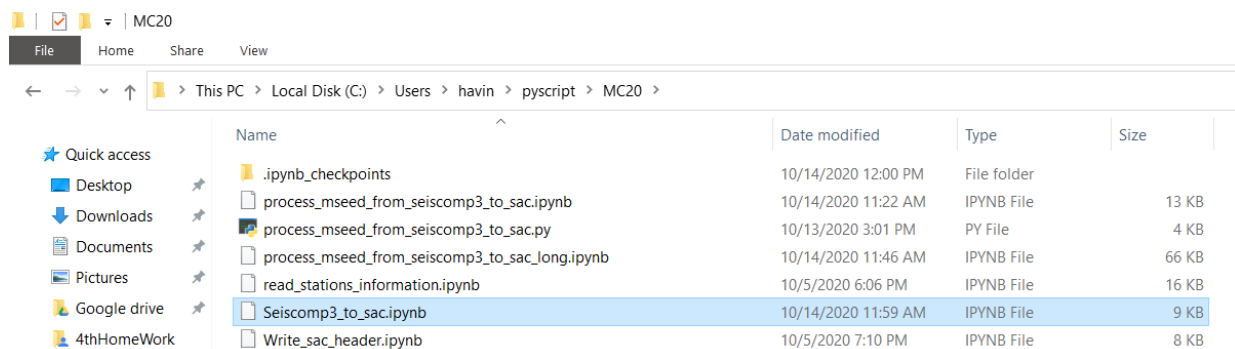 MC20
File Home Share View
This PC > Local Disk (C:) > Users > havin > pyscript > MC20 >
Name Date modified Type Size
Quick access
.ipynb_checkpoints 10/14/2020 12:00 PM File folder
Desktop
process_mseed_from_seiscomp3_to_sac.ipynb 10/14/2020 11:22 AM IPYNB File 13 KB
Downloads
process_mseed_from_seiscomp3_to_sac.py 10/13/2020 3:01 PM PY File 4 KB
Documents
process_mseed_from_seiscomp3_to_sac_long.ipynb 10/14/2020 11:46 AM IPYNB File 66 KB
Pictures
read_stations_information.ipynb 10/5/2020 6:06 PM IPYNB File 16 KB
Google drive
Seiscomp3_to_sac.ipynb 10/14/2020 11:59 AM IPYNB File 9 KB
4thHomeWork
Write_sac_header.ipynb 10/5/2020 7:10 PM IPYNB File 8 KB